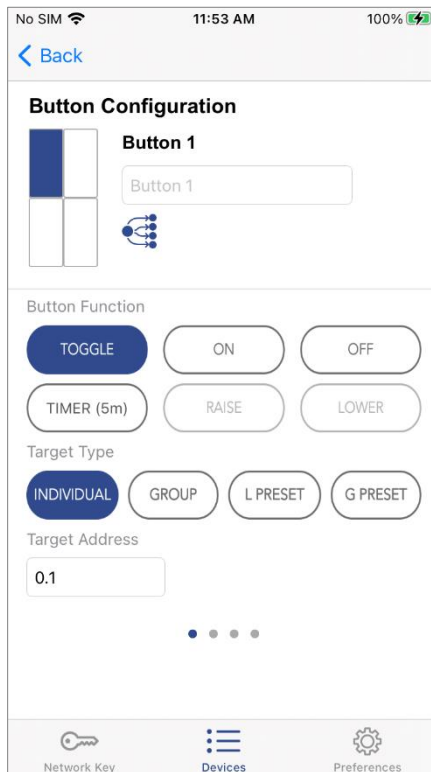 No SIM 11:53 AM 100%
Back
Button Configuration
Button 1
Button 1
Button Function
TOGGLE ON OFF
TIMER (5m) RAISE LOWER
Target Type
INDIVIDUAL GROUP L PRESET G PRESET
Target Address
0.1
Network Key Devices Preferences